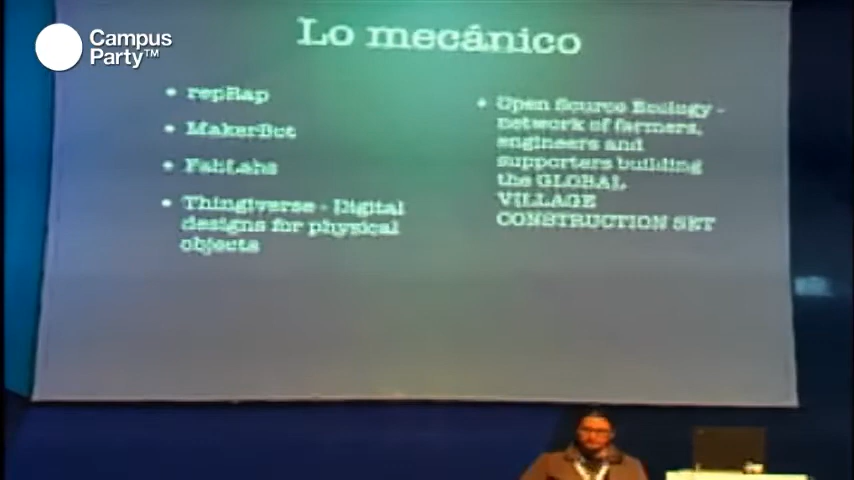 Campus
Party™
Lo mecánico
• repRap
• MakerBot
• FabLabs
• Thingiverse - Digital
designs for physical
objects
• Open Source Ecology -
network of farmers,
engineers and
supporters building
the GLOBAL
VILLAGE
CONSTRUCTION SET